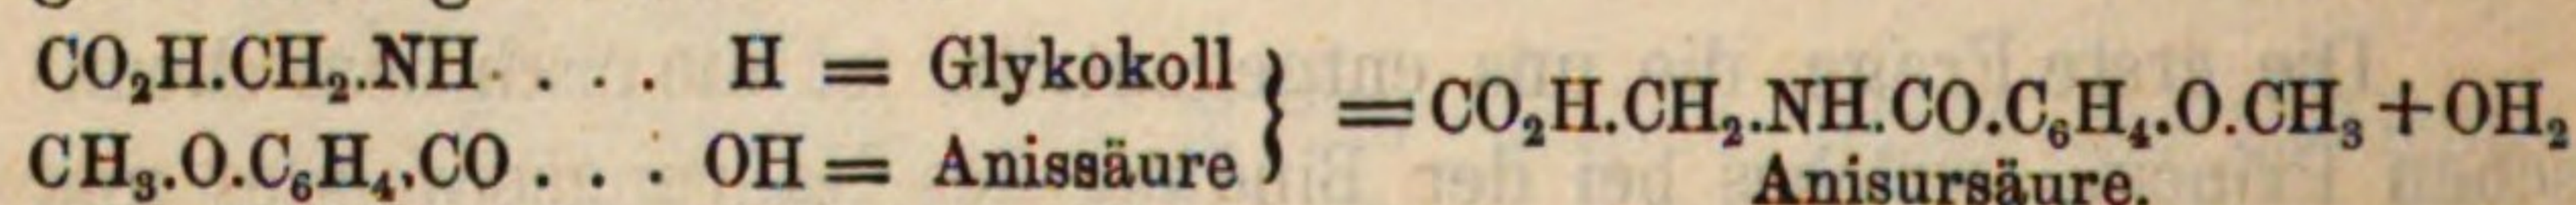 CO₂H.CH₂.NH . . . H = Glykokoll
CH₃.O.C₆H₄.CO . . . OH = Anissäure
} = CO₂H.CH₂.NH.CO.C₆H₄.O.CH₃ + OH₂
Anisursäure.